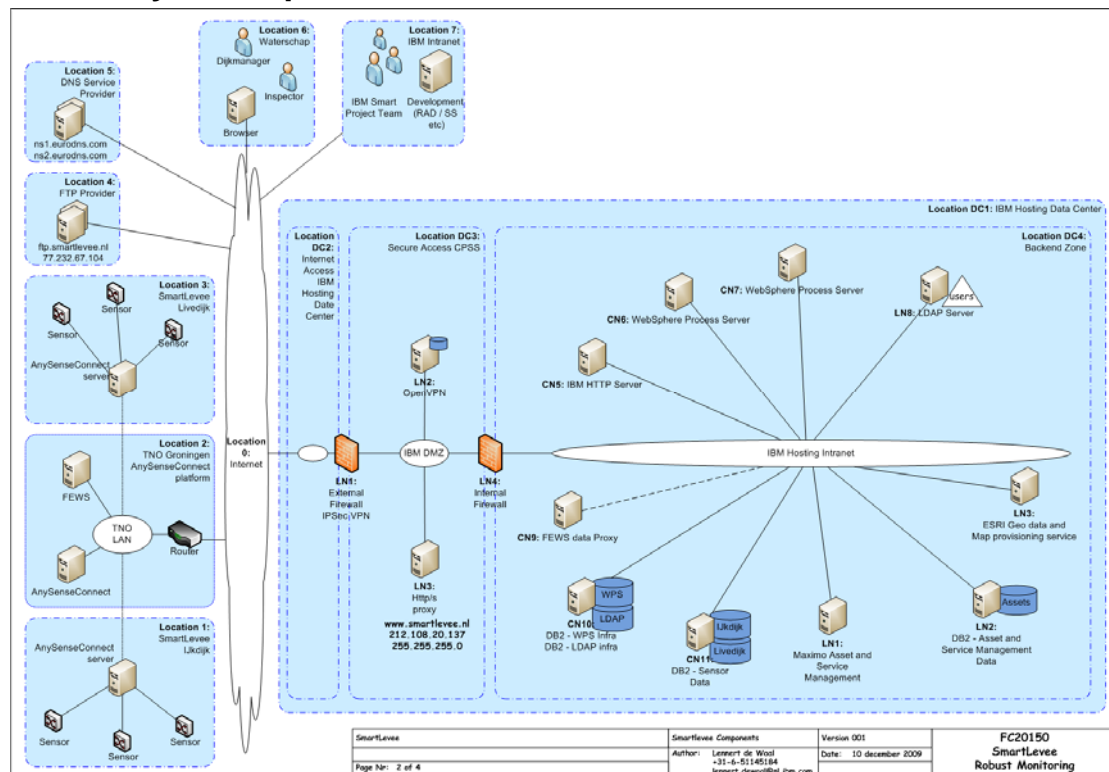 Location 6:
Waterschap
Dijkmanager
Inspector
Browser
Location 7:
IBM Intranet
IBM Smart
Project Team
Development
(RAD / SS
etc)
Location 5:
DNS Service
Provider
ns1.eurodns.com
ns2.eurodns.com
Location 4:
FTP Provider
ftp.smartlevee.nl
77.232.67.104
Location 3:
SmartLevee
Livedijk
Sensor
Sensor
Sensor
AnySenseConnect
server
Location 2:
TNO Groningen
AnySenseConnect
platform
FEWS
TNO
LAN
Router
AnySenseConnect
Location 1:
SmartLevee
IJkdijk
AnySenseConnect
server
Sensor
Sensor
Sensor
Location
0:
Internet
Location DC1: IBM Hosting Data Center
Location
DC2:
Internet
Access
IBM
Hosting
Date
Center
LN1:
External
Firewall
IPSec VPN
Location DC3:
Secure Access CPSS
LN2:
OpenVPN
IBM DMZ
LN3:
Http/s
proxy
www.smartlevee.nl
212.108.20.137
255.255.255.0
LN4:
Internal
Firewall
Location DC4:
Backend Zone
CN7: WebSphere Process Server
CN6: WebSphere Process Server
users
LN8: LDAP Server
CN5: IBM HTTP Server
IBM Hosting Intranet
CN9: FEWS data Proxy
LN3:
ESRI Geo data and
Map provisioning service
WPS
LDAP
CN10:
DB2 - WPS Infra
DB2 - LDAP infra
IJkdijk
Livedijk
CN11:
DB2 - Sensor
Data
LN1:
Maximo Asset and
Service
Management
Assets
LN2:
DB2 - Asset and
Service Management
Data
SmartLevee
Page Nr: 2 of 4
Smartlevee Components
Author: Lennert de Waal
+31-6-51145184
Version 001
Date: 10 december 2009
FC20150
SmartLevee
Robust Monitoring